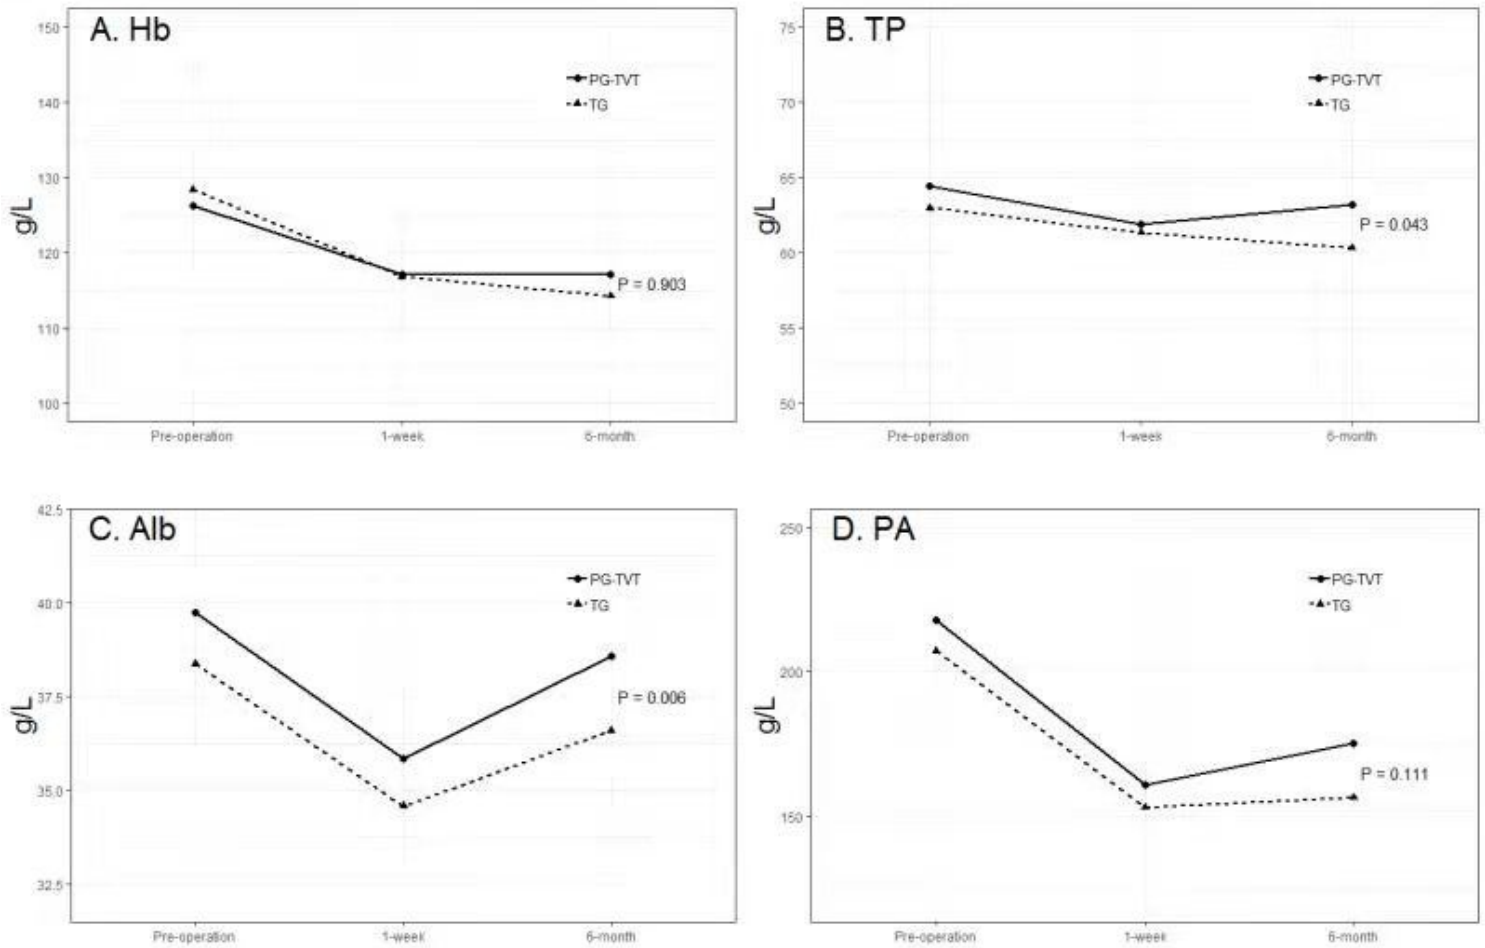 A. Hb
150
140
130
120
110
100
g/L
PG-TVT
TG
P = 0.903
Pre-operation
1-week
6-month
B. TP
75
70
65
60
55
50
g/L
PG-TVT
TG
P = 0.043
Pre-operation
1-week
6-month
C. Alb
42.5
40.0
37.5
35.0
32.5
g/L
PG-TVT
TG
P = 0.006
Pre-operation
1-week
6-month
D. PA
250
200
150
g/L
PG-TVT
TG
P = 0.111
Pre-operation
1-week
6-month